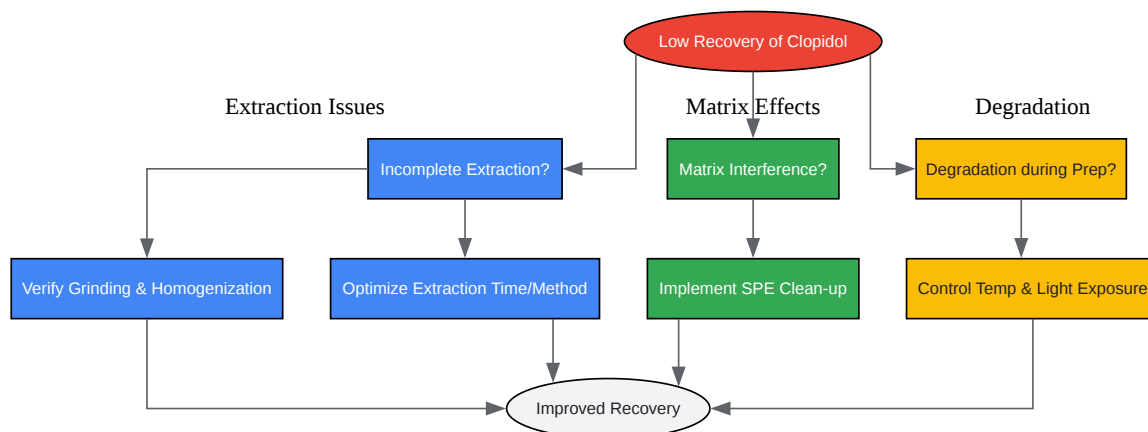 Low Recovery of Clopidol
Extraction Issues
Matrix Effects
Degradation
Incomplete Extraction?
Matrix Interference?
Degradation during Prep?
Verify Grinding & Homogenization
Optimize Extraction Time/Method
Implement SPE Clean-up
Control Temp & Light Exposure
Improved Recovery